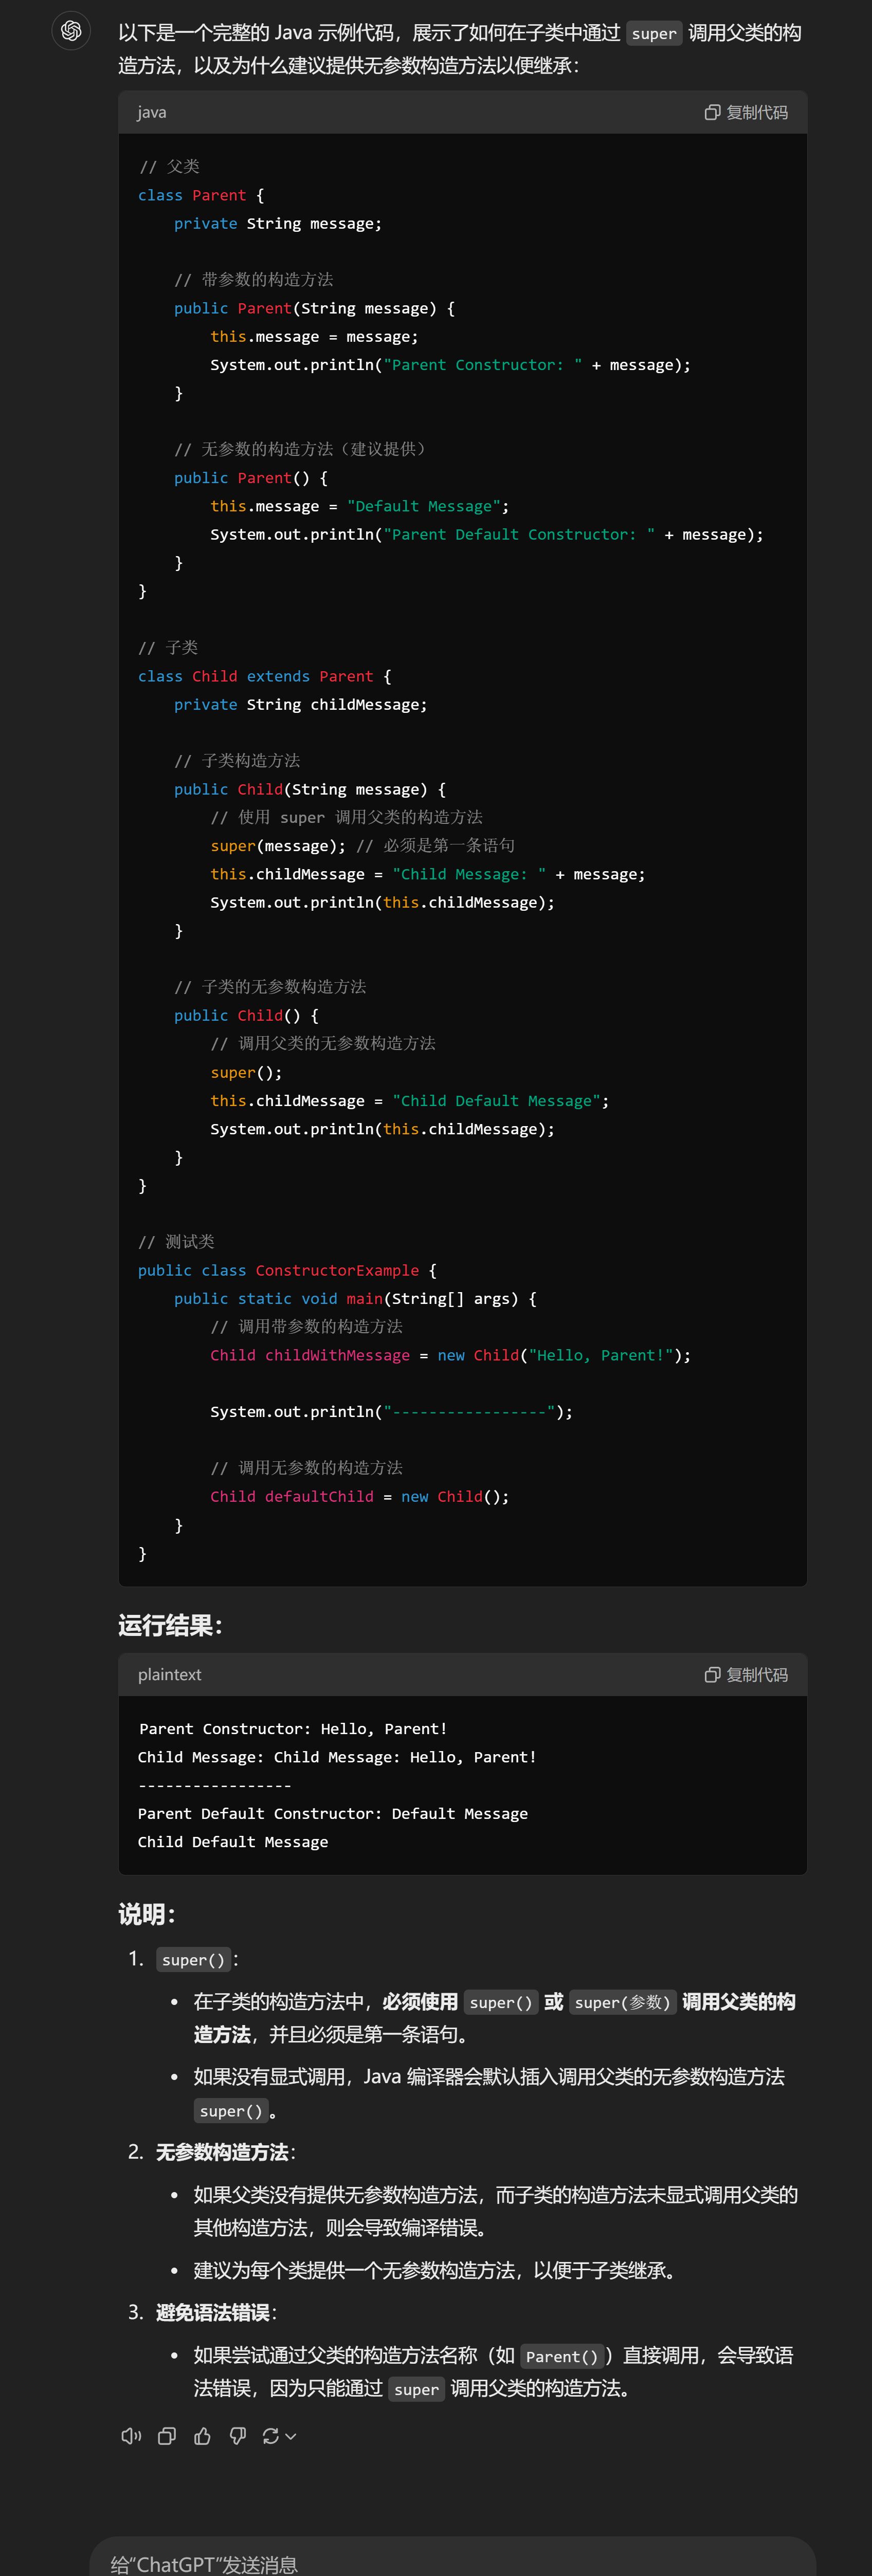 以下是一个完整的 Java 示例代码，展示了如何在子类中通过 super 调用父类的构
造方法，以及为什么建议提供无参数构造方法以便继承：
java
复制代码
// 父类
class Parent {
    private String message;

    // 带参数的构造方法
    public Parent(String message) {
        this.message = message;
        System.out.println("Parent Constructor: " + message);
    }

    // 无参数的构造方法（建议提供）
    public Parent() {
        this.message = "Default Message";
        System.out.println("Parent Default Constructor: " + message);
    }
}

// 子类
class Child extends Parent {
    private String childMessage;

    // 子类构造方法
    public Child(String message) {
        // 使用 super 调用父类的构造方法
        super(message); // 必须是第一条语句
        this.childMessage = "Child Message: " + message;
        System.out.println(this.childMessage);
    }

    // 子类的无参数构造方法
    public Child() {
        // 调用父类的无参数构造方法
        super();
        this.childMessage = "Child Default Message";
        System.out.println(this.childMessage);
    }
}

// 测试类
public class ConstructorExample {
    public static void main(String[] args) {
        // 调用带参数的构造方法
        Child childWithMessage = new Child("Hello, Parent!");

        System.out.println("-----------------");

        // 调用无参数的构造方法
        Child defaultChild = new Child();
    }
}
运行结果：
plaintext
复制代码
Parent Constructor: Hello, Parent!
Child Message: Child Message: Hello, Parent!
-----------------
Parent Default Constructor: Default Message
Child Default Message
说明：
1. super()：
• 在子类的构造方法中，必须使用 super() 或 super(参数) 调用父类的构
造方法，并且必须是第一条语句。
• 如果没有显式调用，Java 编译器会默认插入调用父类的无参数构造方法
super()。
2. 无参数构造方法：
• 如果父类没有提供无参数构造方法，而子类的构造方法未显式调用父类的
其他构造方法，则会导致编译错误。
• 建议为每个类提供一个无参数构造方法，以便于子类继承。
3. 避免语法错误：
• 如果尝试通过父类的构造方法名称（如 Parent()）直接调用，会导致语
法错误，因为只能通过 super 调用父类的构造方法。
给“ChatGPT”发送消息